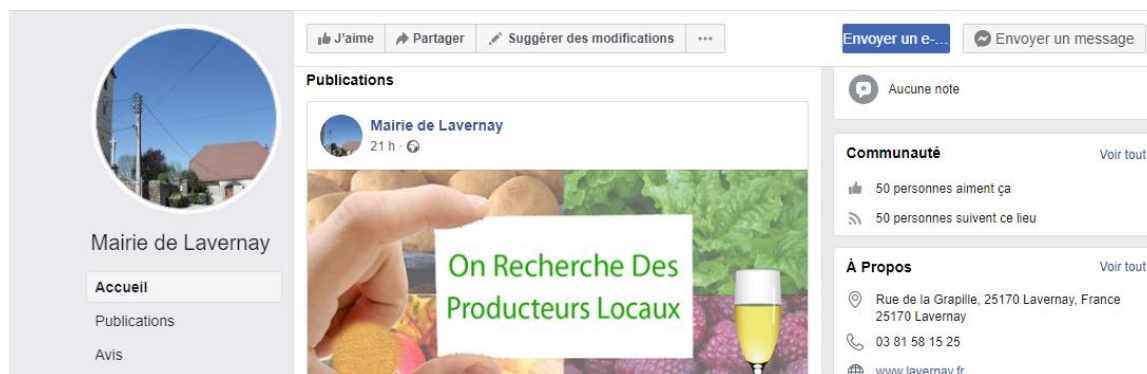 J'aime
Partager
Suggérer des modifications
Envoyer un e-...
Envoyer un message
Publications
Mairie de Lavernay
21 h ·
On Recherche Des
Producteurs Locaux
Mairie de Lavernay
Accueil
Publications
Avis
Aucune note
Communauté
Voir tout
50 personnes aiment ça
50 personnes suivent ce lieu
À Propos
Voir tout
Rue de la Grapille, 25170 Lavernay, France
25170 Lavernay
03 81 58 15 25
www.lavernay.fr